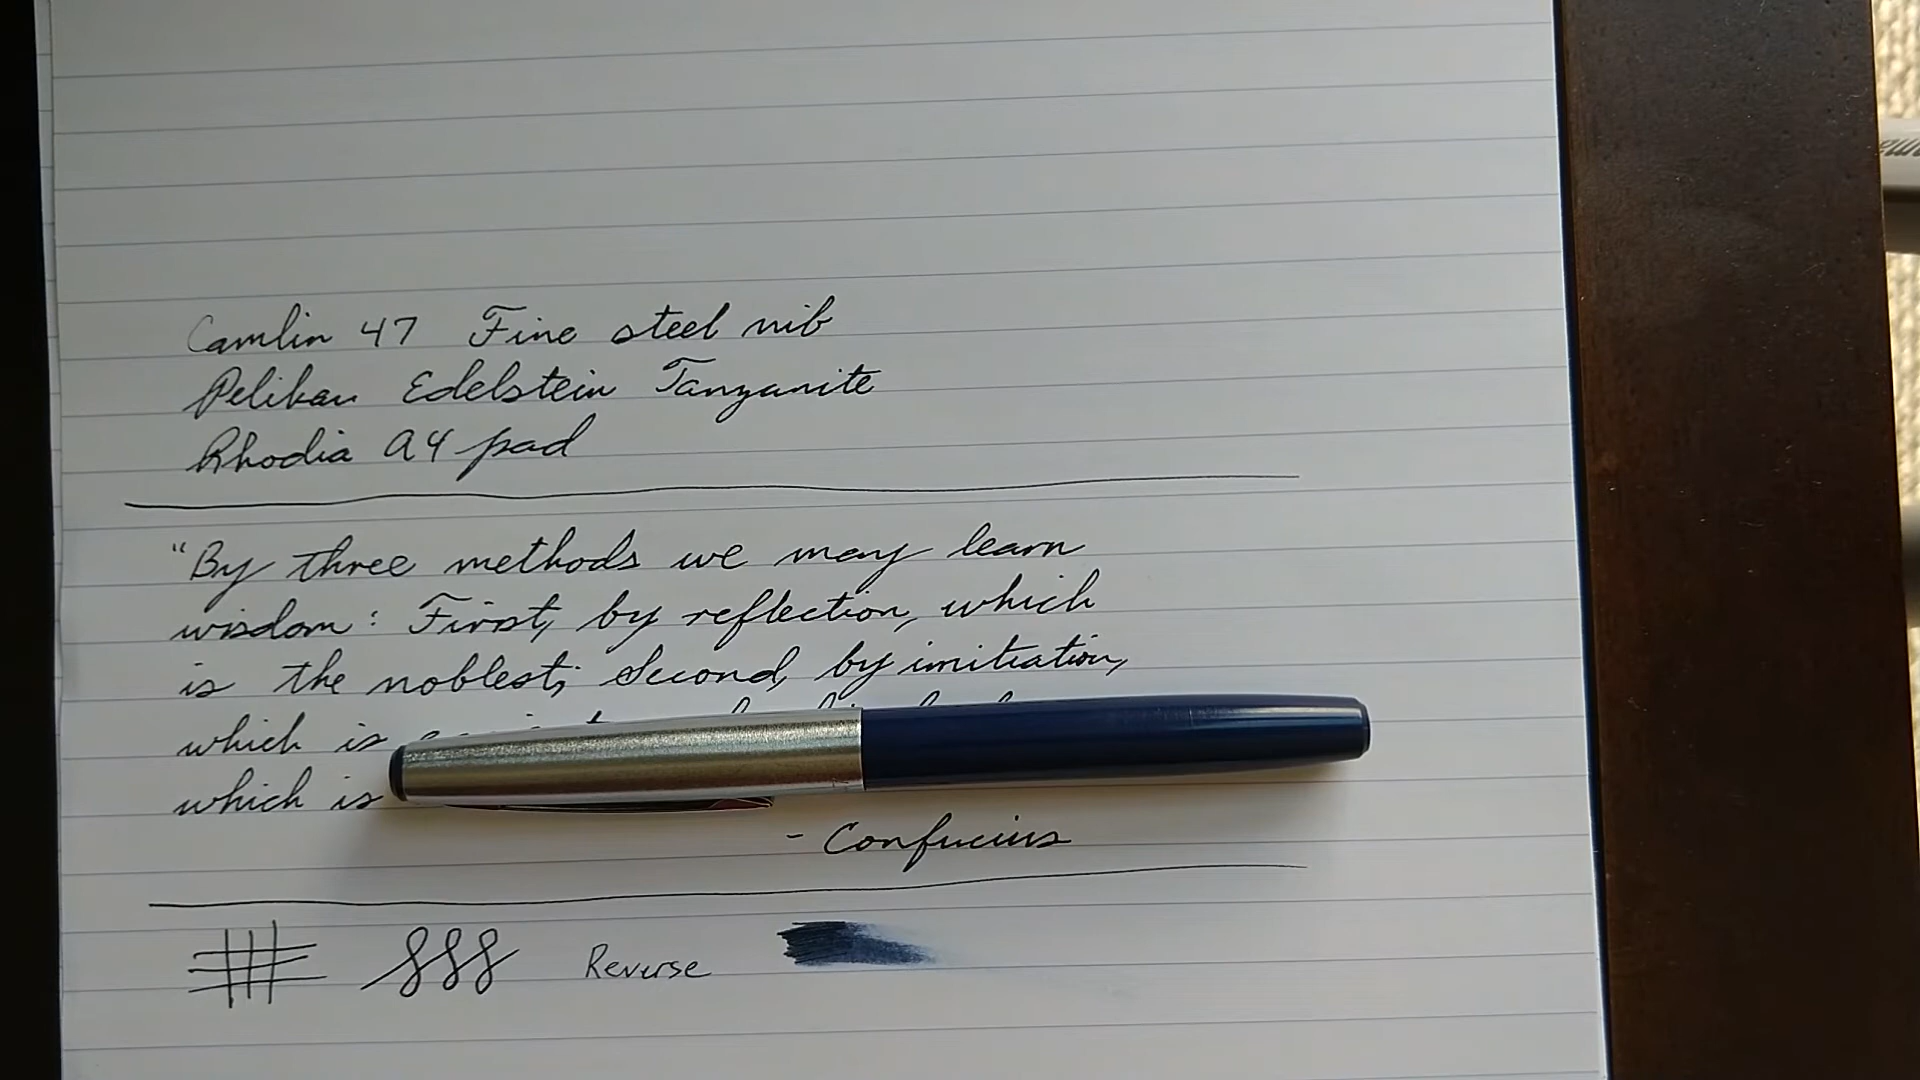 Camlin 47 Fine steel nib
Pelikan Edelstein Tanzanite
Rhodia A4 pad
"By three methods we may learn
wisdom: First, by reflection, which
is the noblest; Second, by imitation,
which is
which is
- Confucius
Reverse